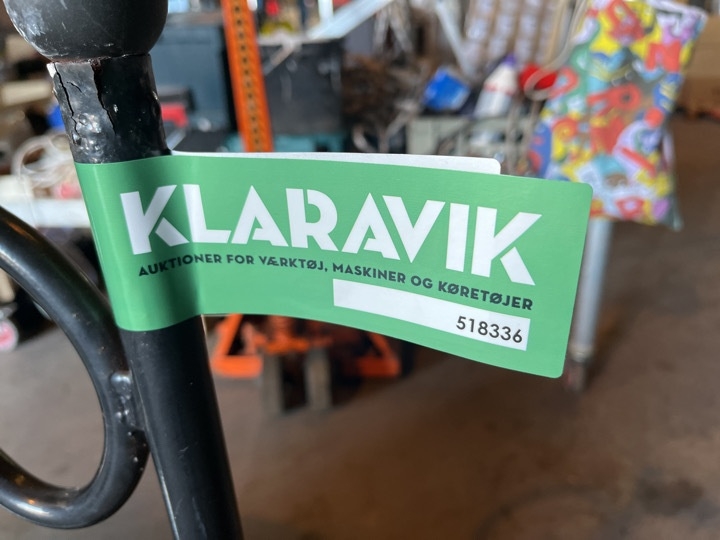 KLARAVIK
AUKTIONER FOR VÆRKTØJ, MASKINER OG KØRETØJER
518336